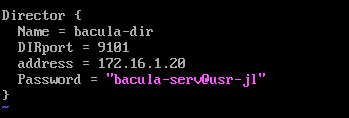 Director {
  Name = bacula-dir
  DIRport = 9101
  address = 172.16.1.20
  Password = "bacula-serv@usr-jl"
}
~